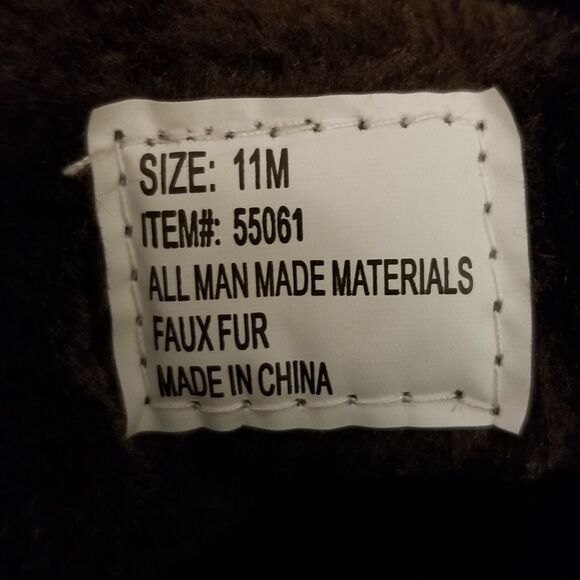 SIZE: 11M
ITEM#: 55061
ALL MAN MADE MATERIALS
FAUX FUR
MADE IN CHINA